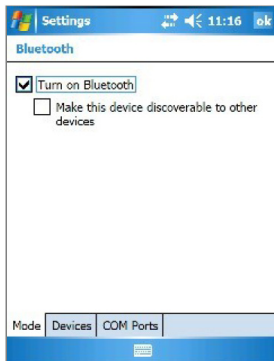 Settings 11:16 ok
Bluetooth
Turn on Bluetooth
Make this device discoverable to other
devices
Mode Devices COM Ports